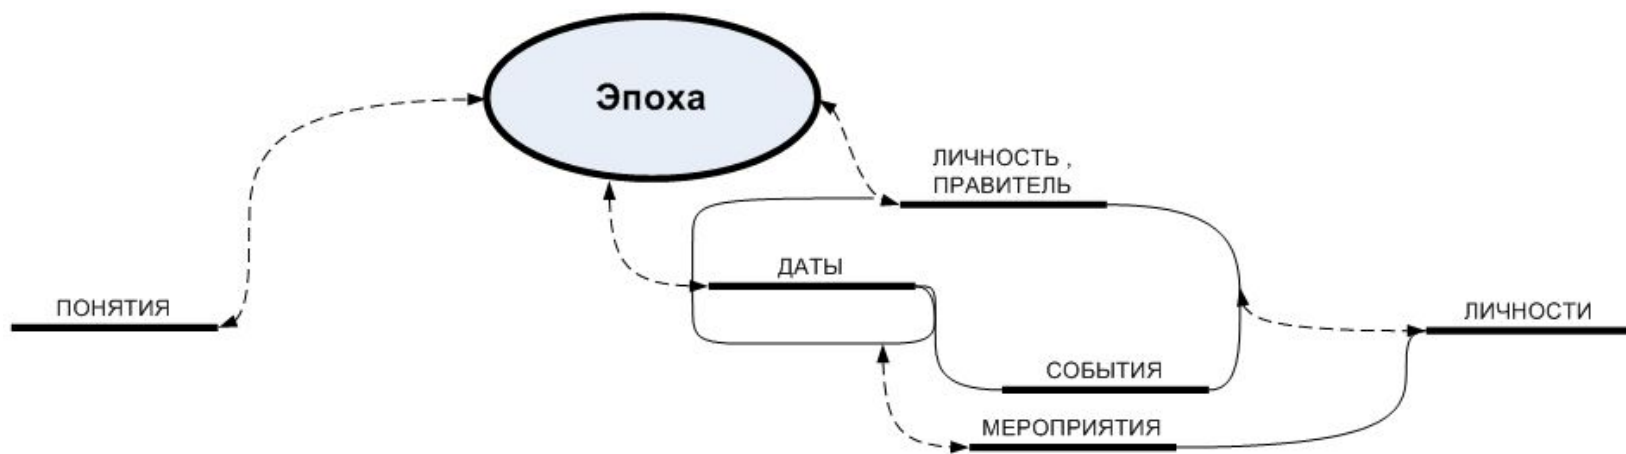 Эпоха
ЛИЧНОСТЬ ,
ПРАВИТЕЛЬ
ДАТЫ
ПОНЯТИЯ
ЛИЧНОСТИ
СОБЫТИЯ
МЕРОПРИЯТИЯ